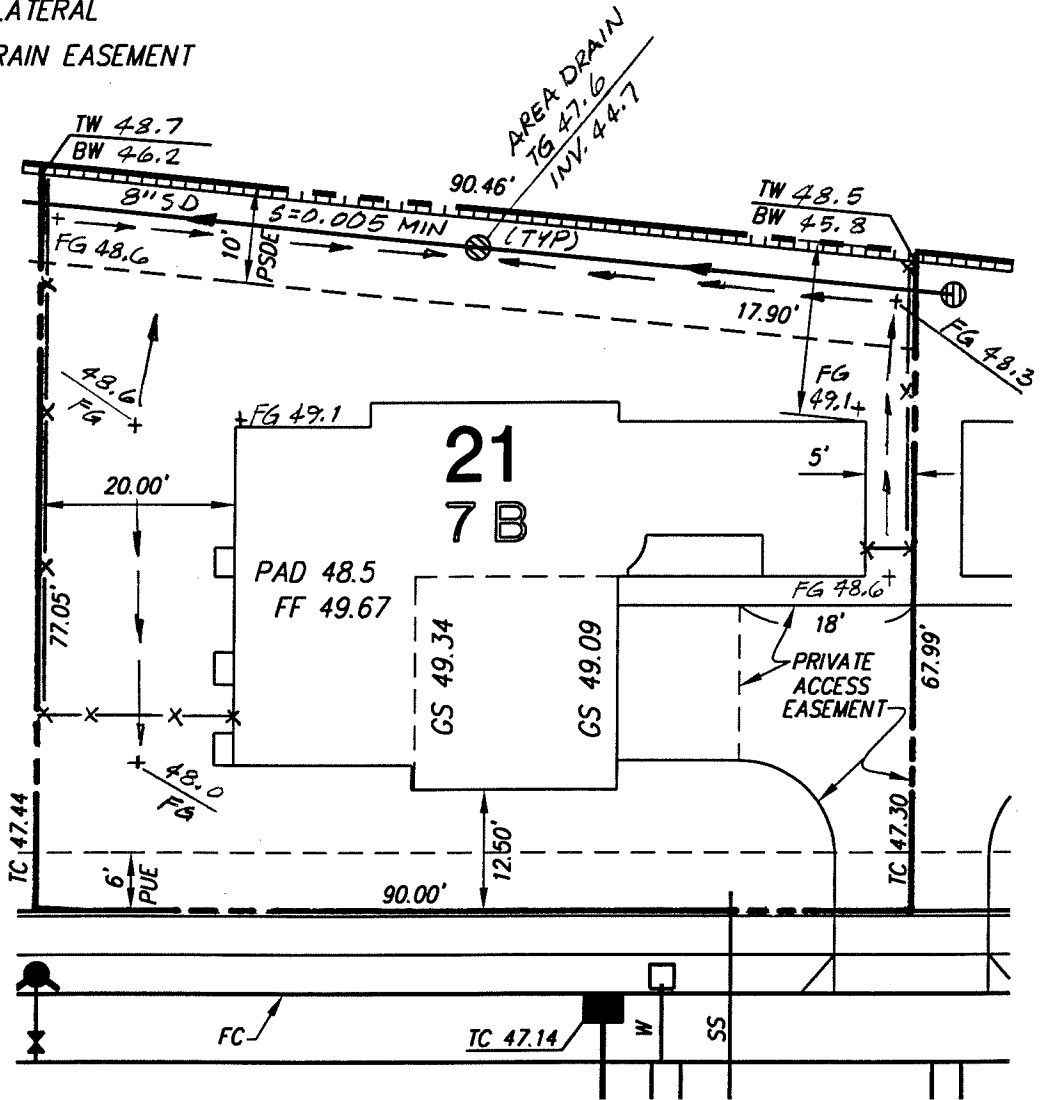 LATERAL
RAIN EASEMENT
AREA DRAIN
TG 47.6
INV. 44.7
TW 48.7
BW 46.2
90.46'
TW 48.5
BW 45.8
8" SD
S=0.005 MIN
(TYP)
10'
PSDE
FG 48.6
17.90'
FG 48.3
48.6
FG
FG 49.1
FG
49.1
21
7 B
5'
20.00'
PAD 48.5
FF 49.67
77.05'
GS 49.34
GS 49.09
FG 48.6
18'
PRIVATE
ACCESS
EASEMENT
67.99'
48.0
FG
TC 47.44
12.50'
TC 47.30
6'
PUE
90.00'
FC
TC 47.14
W
SS